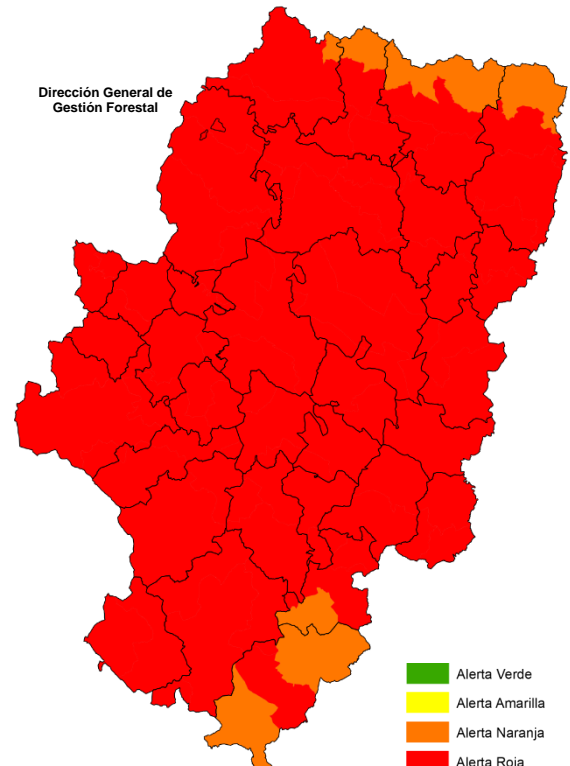 Dirección General de
Gestión Forestal
Alerta Verde
Alerta Amarilla
Alerta Naranja
Alerta Roja